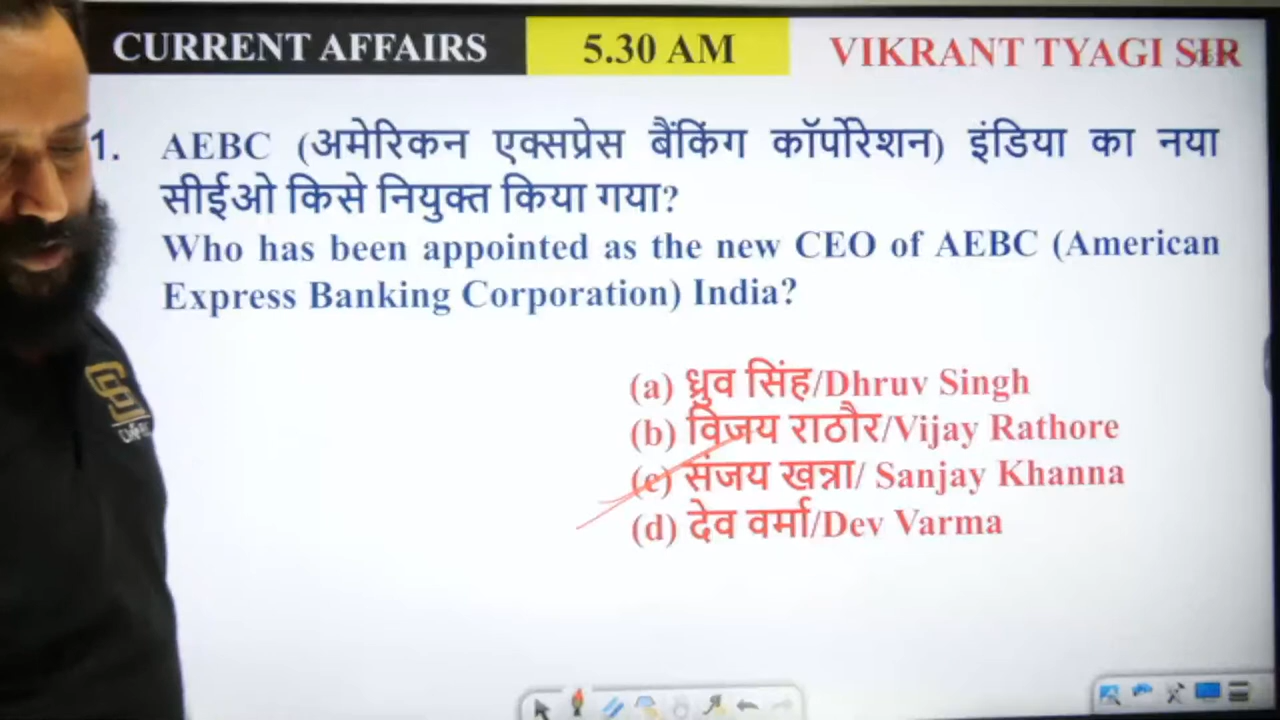 CURRENT AFFAIRS
5.30 AM
VIKRANT TYAGI SIR
1. AEBC (अमेरिकन एक्सप्रेस बैंकिंग कॉर्पोरेशन) इंडिया का नया
सीईओ किसे नियुक्त किया गया?
Who has been appointed as the new CEO of AEBC (American
Express Banking Corporation) India?
(a) ध्रुव सिंह/Dhruv Singh
(b) विजय राठौर/Vijay Rathore
(c) संजय खन्ना/ Sanjay Khanna
(d) देव वर्मा/Dev Varma